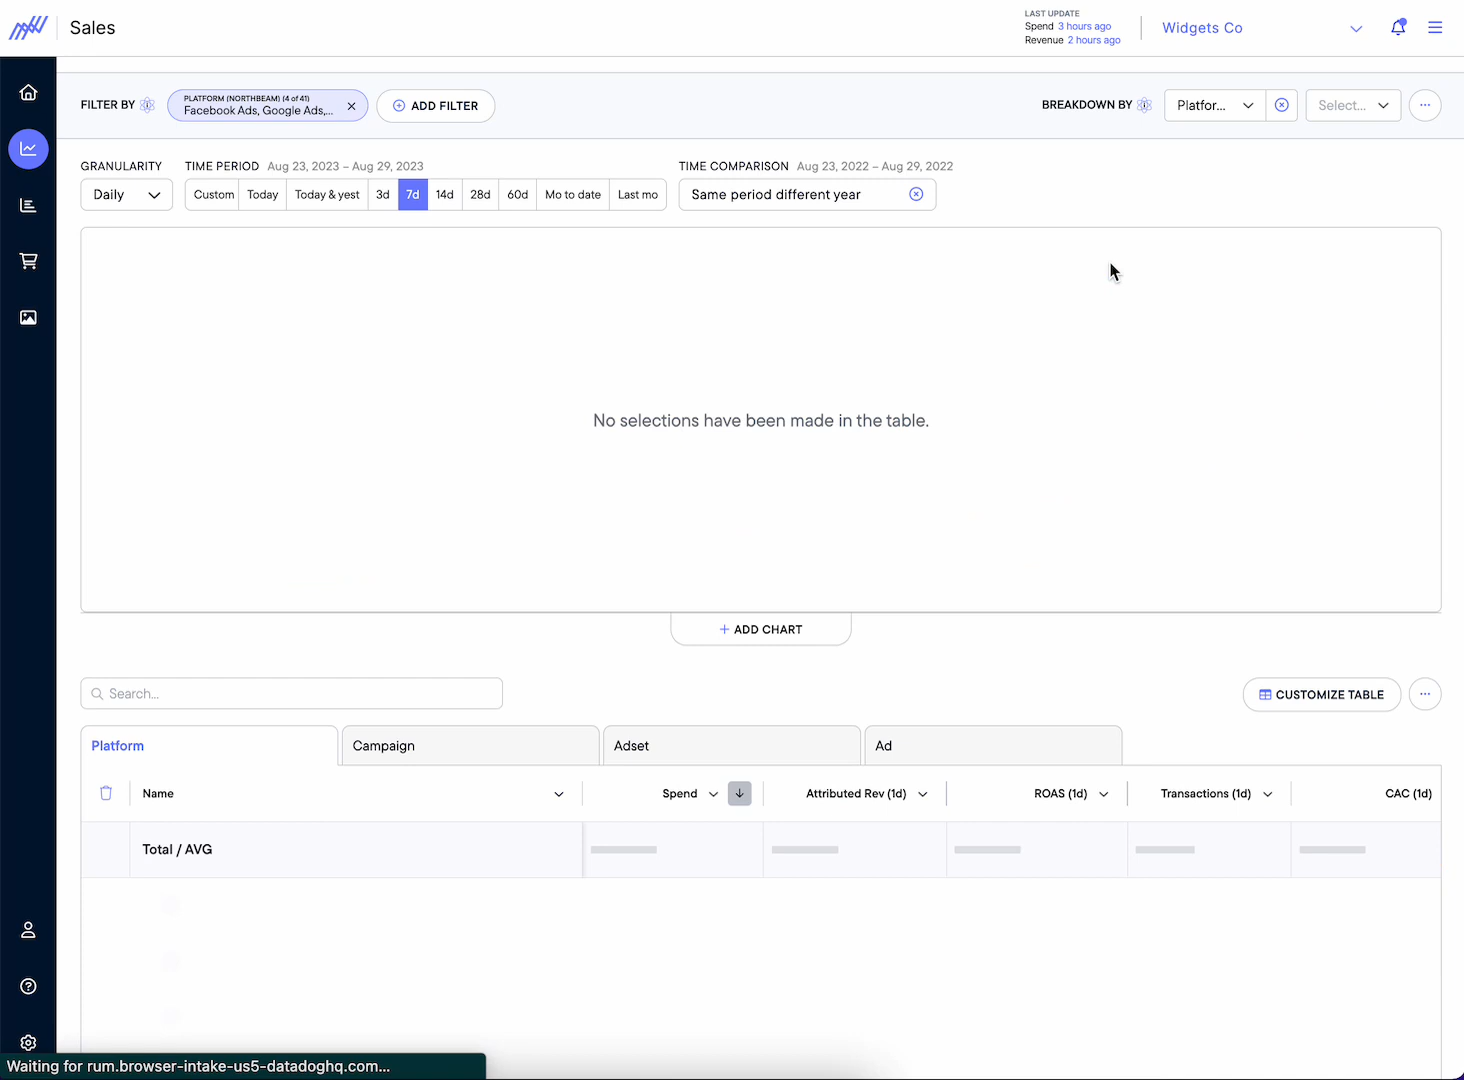 Sales
LAST UPDATE
Spend 3 hours ago
Revenue 2 hours ago
Widgets Co
FILTER BY
PLATFORM (NORTHBEAM) (4 of 41)
Facebook Ads, Google Ads,...
ADD FILTER
BREAKDOWN BY
Platfor...
Select...
GRANULARITY
Daily
TIME PERIOD Aug 23, 2023 – Aug 29, 2023
Custom Today Today & yest 3d 7d 14d 28d 60d Mo to date Last mo
TIME COMPARISON Aug 23, 2022 – Aug 29, 2022
Same period different year
No selections have been made in the table.
+ ADD CHART
Search...
CUSTOMIZE TABLE
Platform Campaign Adset Ad
Name Spend Attributed Rev (1d) ROAS (1d) Transactions (1d) CAC (1d)
Total / AVG
Waiting for rum.browser-intake-us5-datadoghq.com...